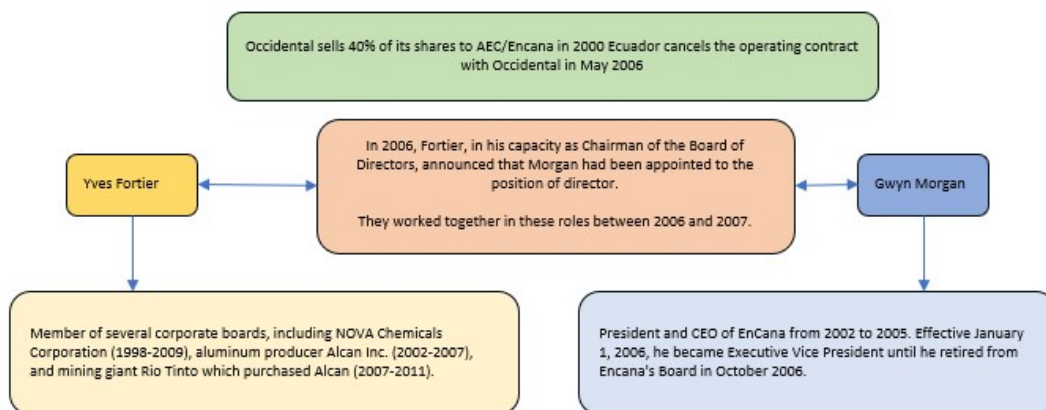 Occidental sells 40% of its shares to AEC/Encana in 2000 Ecuador cancels the operating contract
with Occidental in May 2006
In 2006, Fortier, in his capacity as Chairman of the Board of
Directors, announced that Morgan had been appointed to the
position of director.
They worked together in these roles between 2006 and 2007.
Yves Fortier
Gwyn Morgan
Member of several corporate boards, including NOVA Chemicals
Corporation (1998-2009), aluminum producer Alcan Inc. (2002-2007),
and mining giant Rio Tinto which purchased Alcan (2007-2011).
President and CEO of EnCana from 2002 to 2005. Effective January
1, 2006, he became Executive Vice President until he retired from
Encana's Board in October 2006.